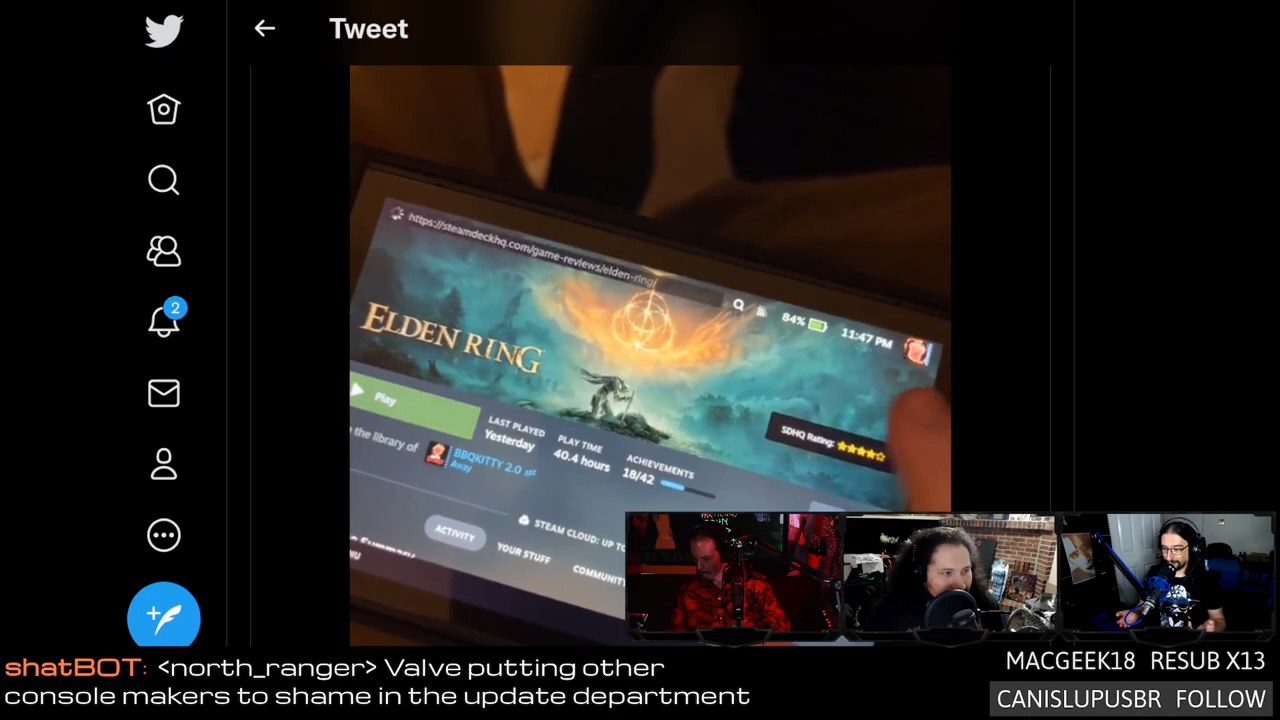 Tweet
2
https://steamdeckhq.com/game-reviews/elden-ring/
84%
11:47 PM
ELDEN RING
SDHQ Rating:
Play
LAST PLAYED
Yesterday
PLAY TIME
40.4 hours
ACHIEVEMENTS
18/42
the library of
BBQKITTY 2.0
Away
STEAM CLOUD: UP TO
ACTIVITY
YOUR STUFF
COMMUNITY
shatBOT: <north_ranger> Valve putting other
console makers to shame in the update department
MACGEEK18 RESUB X13
CANISLUPUSBR FOLLOW